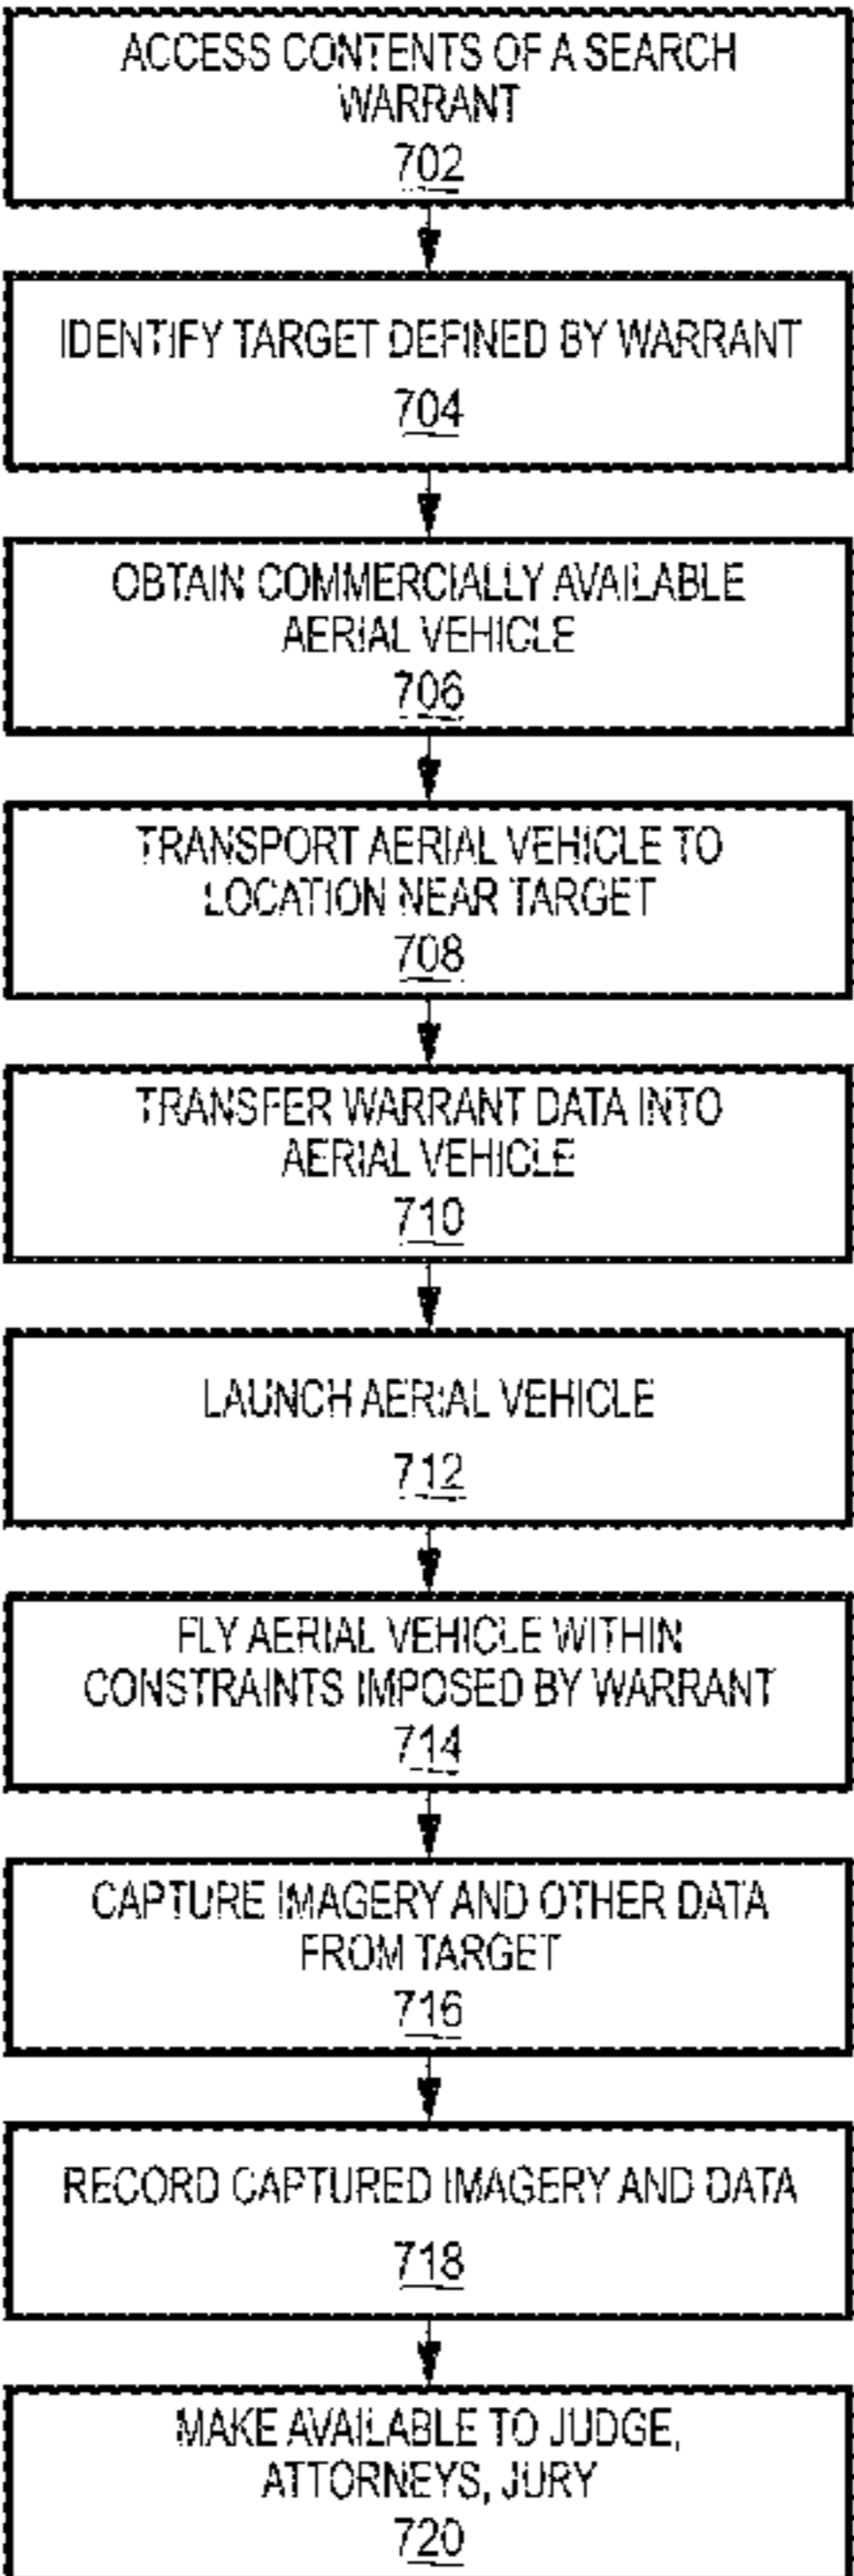 ACCESS CONTENTS OF A SEARCH
WARRANT
702
IDENTIFY TARGET DEFINED BY WARRANT
704
OBTAIN COMMERCIALLY AVAILABLE
AERIAL VEHICLE
706
TRANSPORT AERIAL VEHICLE TO
LOCATION NEAR TARGET
708
TRANSFER WARRANT DATA INTO
AERIAL VEHICLE
710
LAUNCH AERIAL VEHICLE
712
FLY AERIAL VEHICLE WITHIN
CONSTRAINTS IMPOSED BY WARRANT
714
CAPTURE IMAGERY AND OTHER DATA
FROM TARGET
716
RECORD CAPTURED IMAGERY AND DATA
718
MAKE AVAILABLE TO JUDGE,
ATTORNEYS, JURY
720